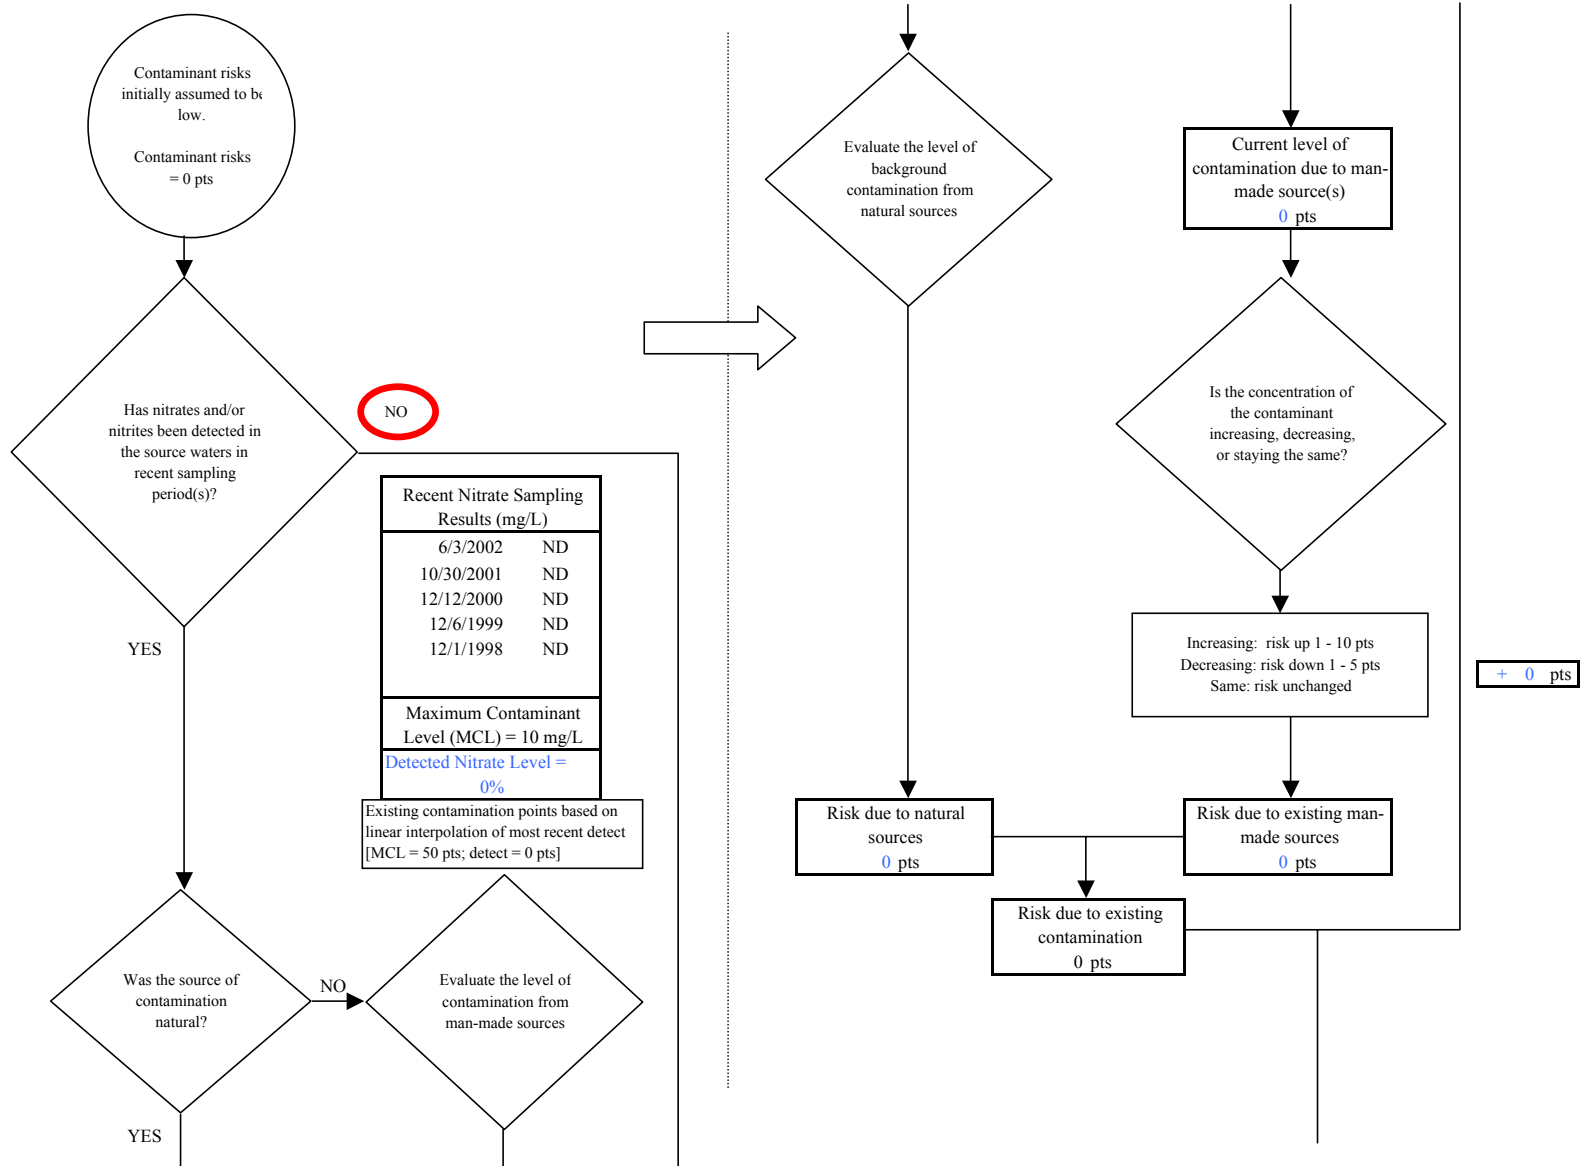 Contaminant risks
initially assumed to be
low.
Contaminant risks
= 0 pts
Has nitrates and/or
nitrites been detected in
the source waters in
recent sampling
period(s)?
NO
YES
Recent Nitrate Sampling
Results (mg/L)
6/3/2002 ND
10/30/2001 ND
12/12/2000 ND
12/6/1999 ND
12/1/1998 ND
Maximum Contaminant
Level (MCL) = 10 mg/L
Detected Nitrate Level =
0%
Existing contamination points based on
linear interpolation of most recent detect
[MCL = 50 pts; detect = 0 pts]
Was the source of
contamination
natural?
NO
YES
Evaluate the level of
contamination from
man-made sources
Evaluate the level of
background
contamination from
natural sources
Current level of
contamination due to man-
made source(s)
0 pts
Is the concentration of
the contaminant
increasing, decreasing,
or staying the same?
Increasing: risk up 1 - 10 pts
Decreasing: risk down 1 - 5 pts
Same: risk unchanged
+ 0 pts
Risk due to natural
sources
0 pts
Risk due to existing man-
made sources
0 pts
Risk due to existing
contamination
0 pts